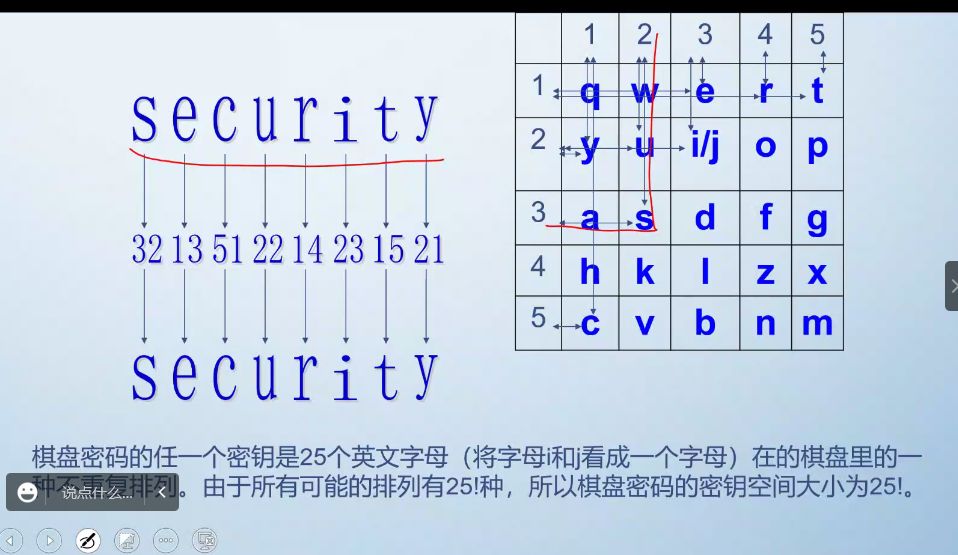 security
32 13 51 22 14 23 15 21
security
1 2 3 4 5
1 q w e r t
2 y u i/j o p
3 a s d f g
4 h k l z x
5 c v b n m
棋盘密码的任一个密钥是25个英文字母（将字母i和j看成一个字母）在的棋盘里的一
种不重复排列。由于所有可能的排列有25!种，所以棋盘密码的密钥空间大小为25!。
说点什么...